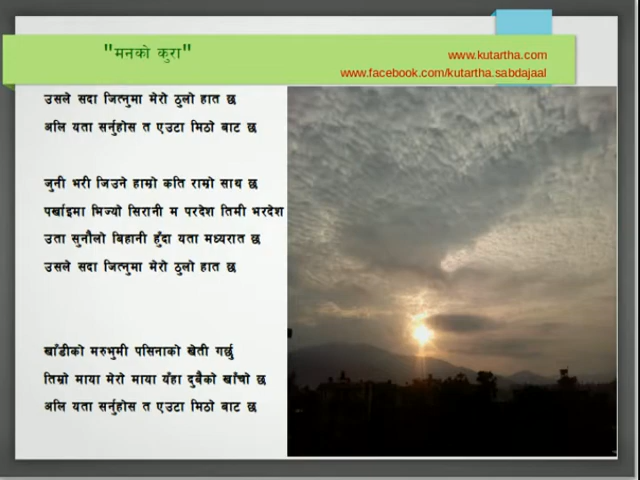 "मनको कुरा"
www.kutartha.com
www.facebook.com/kutartha.sabdajaal
उसले सदा जित्नुमा मेरो ठुलो हात छ
अलि यता सर्नुहोस त एउटा मिठो बाट छ
जुनी भरी जिउने हाम्रो कति राम्रो साथ छ
पर्खाइमा भिज्यो सिरानी म परदेश तिमी भरदेश
उता सुनौलो बिहानी हुँदा यता मध्यरात छ
उसले सदा जित्नुमा मेरो ठुलो हात छ
खाँडीको मरुभुमी पसिनाको खेती गर्छु
तिम्रो माया मेरो माया यँहा दुबैको खाँचो छ
अलि यता सर्नुहोस त एउटा मिठो बाट छ